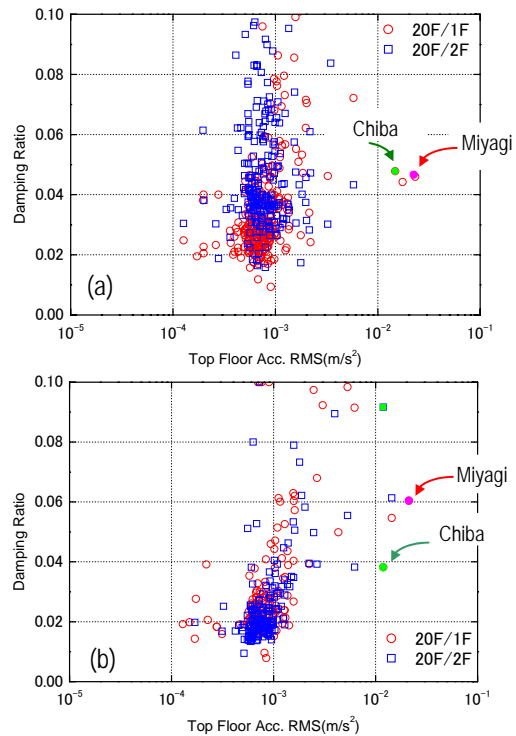 0.10
20F/1F
20F/2F
0.08
Chiba
Miyagi
0.06
Damping Ratio
0.04
0.02
(a)
0.00
10⁻⁵ 10⁻⁴ 10⁻³ 10⁻² 10⁻¹
Top Floor Acc. RMS(m/s²)
0.10
0.08
Miyagi
0.06
Damping Ratio
Chiba
0.04
0.02
(b)
20F/1F
20F/2F
0.00
10⁻⁵ 10⁻⁴ 10⁻³ 10⁻² 10⁻¹
Top Floor Acc. RMS(m/s²)